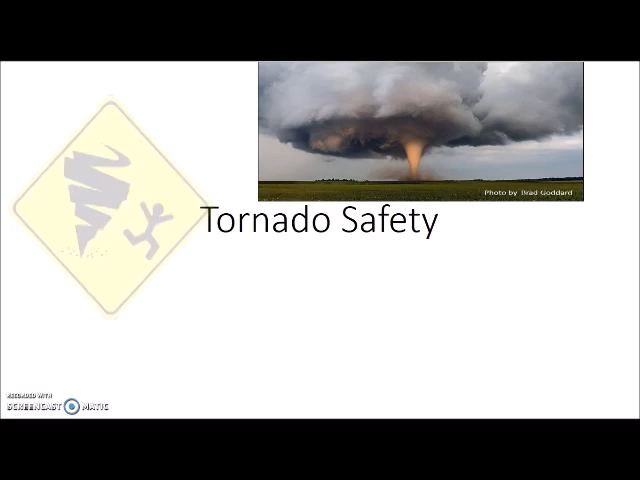 Photo by Brad Goddard
Tornado Safety
RECORDED WITH
SCREENCAST MATIC